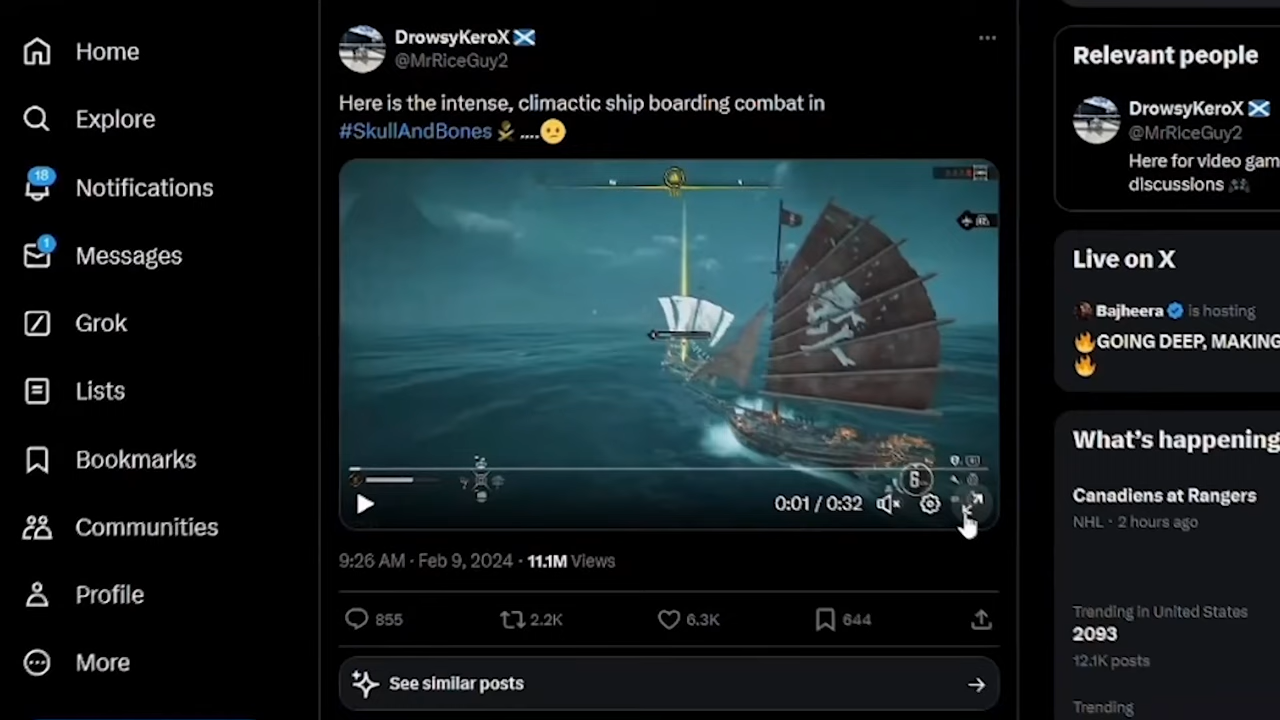 Home
Explore
18
Notifications
1
Messages
Grok
Lists
Bookmarks
Communities
Profile
More
DrowsyKeroX
@MrRiceGuy2
Here is the intense, climactic ship boarding combat in
#SkullAndBones ☠️ ....🫤
6
0:01 / 0:32
9:26 AM · Feb 9, 2024 · 11.1M Views
855
2.2K
6.3K
644
See similar posts
Relevant people
DrowsyKeroX
@MrRiceGuy2
Here for video gam
discussions 🎮
Live on X
Bajheera is hosting
🔥GOING DEEP, MAKING
🔥
What's happening
Canadiens at Rangers
NHL · 2 hours ago
Trending in United States
2093
12.1K posts
Trending